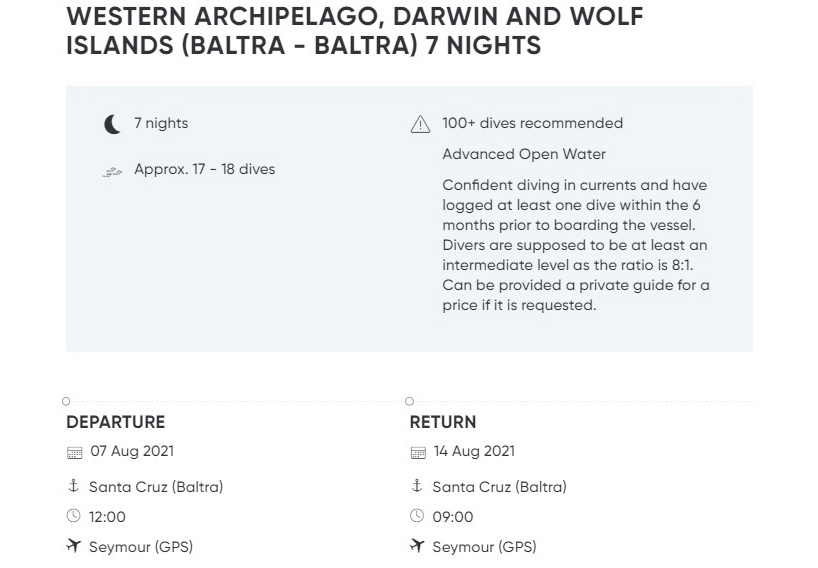 WESTERN ARCHIPELAGO, DARWIN AND WOLF
ISLANDS (BALTRA - BALTRA) 7 NIGHTS
7 nights
Approx. 17 - 18 dives
100+ dives recommended
Advanced Open Water
Confident diving in currents and have
logged at least one dive within the 6
months prior to boarding the vessel.
Divers are supposed to be at least an
intermediate level as the ratio is 8:1.
Can be provided a private guide for a
price if it is requested.
DEPARTURE
07 Aug 2021
Santa Cruz (Baltra)
12:00
Seymour (GPS)
RETURN
14 Aug 2021
Santa Cruz (Baltra)
09:00
Seymour (GPS)